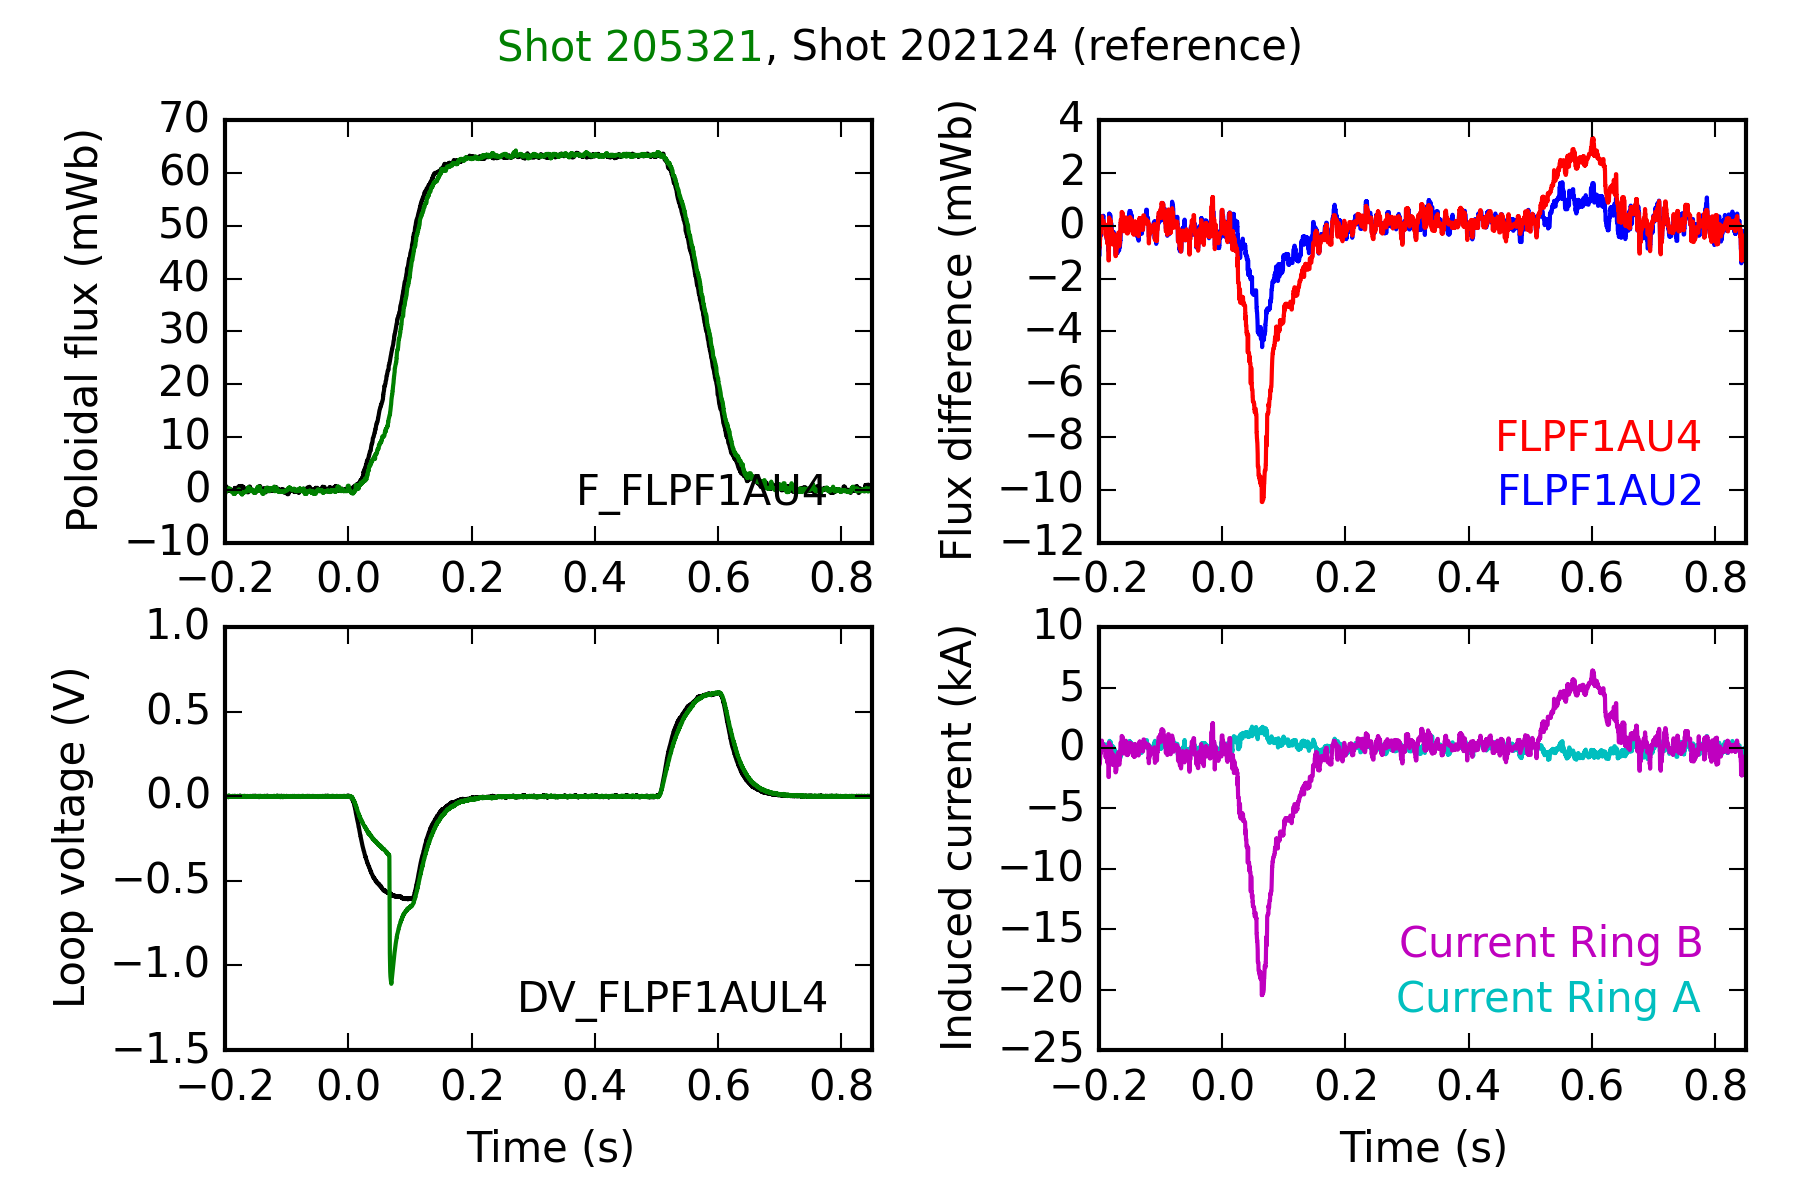 Shot 205321, Shot 202124 (reference)
Poloidal flux (mWb)
70
60
50
40
30
20
10
0
−10
F_FLPF1AU4
−0.2 0.0 0.2 0.4 0.6 0.8
Flux difference (mWb)
4
2
0
−2
−4
−6
−8
−10
−12
FLPF1AU4
FLPF1AU2
−0.2 0.0 0.2 0.4 0.6 0.8
Loop voltage (V)
1.0
0.5
0.0
−0.5
−1.0
−1.5
DV_FLPF1AUL4
−0.2 0.0 0.2 0.4 0.6 0.8
Time (s)
Induced current (kA)
10
5
0
−5
−10
−15
−20
−25
Current Ring B
Current Ring A
−0.2 0.0 0.2 0.4 0.6 0.8
Time (s)